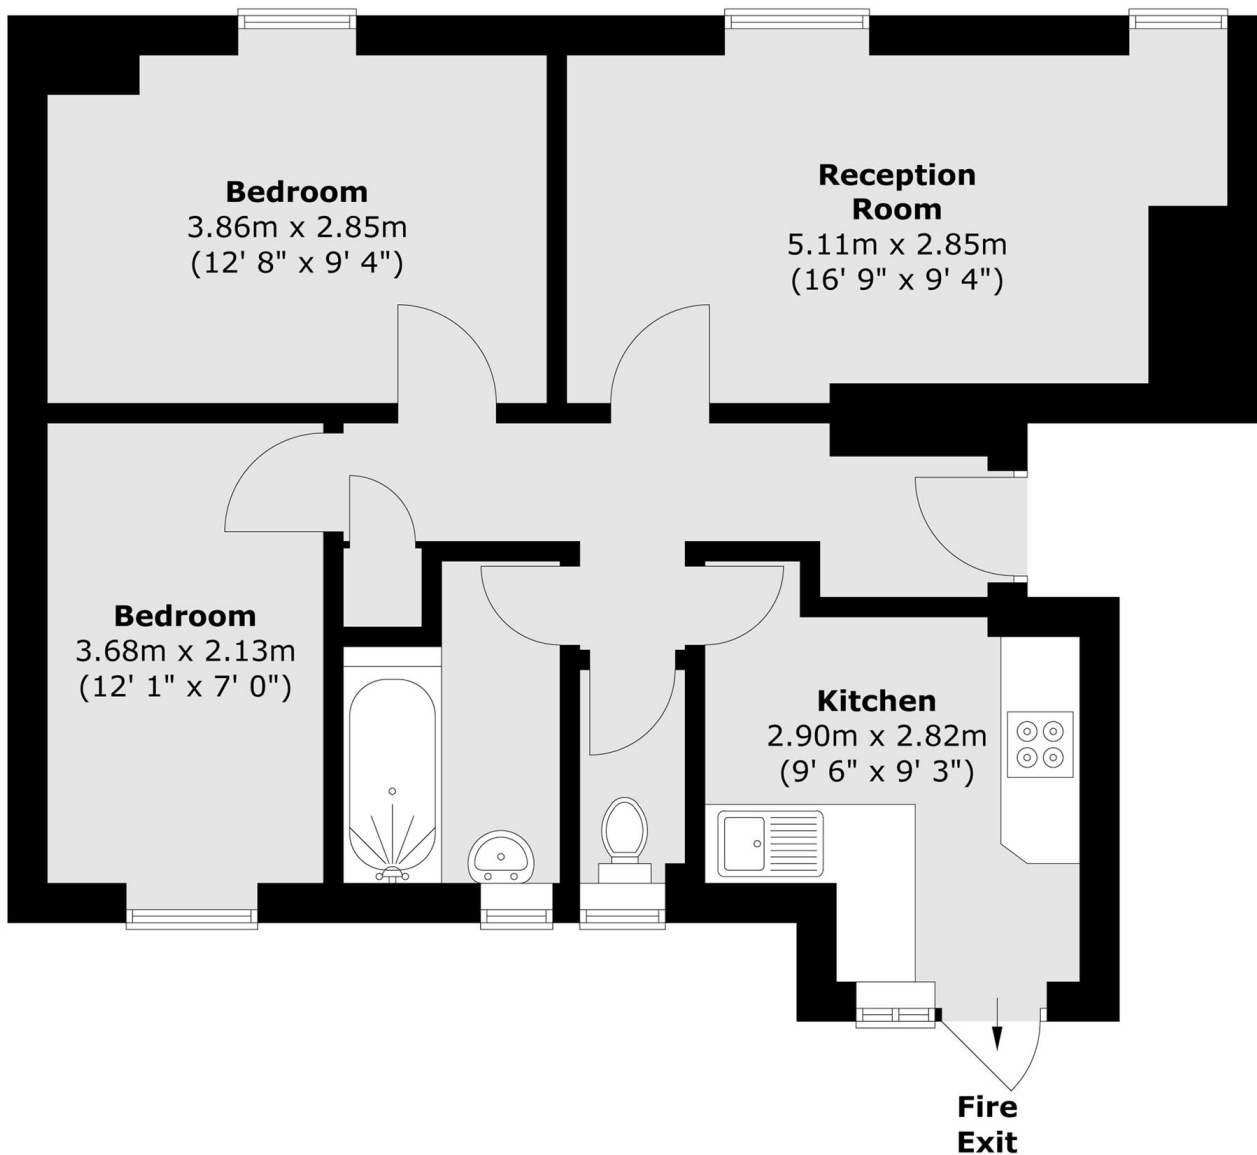 Bedroom
3.86m x 2.85m
(12' 8" x 9' 4")
Reception
Room
5.11m x 2.85m
(16' 9" x 9' 4")
Bedroom
3.68m x 2.13m
(12' 1" x 7' 0")
Kitchen
2.90m x 2.82m
(9' 6" x 9' 3")
Fire
Exit